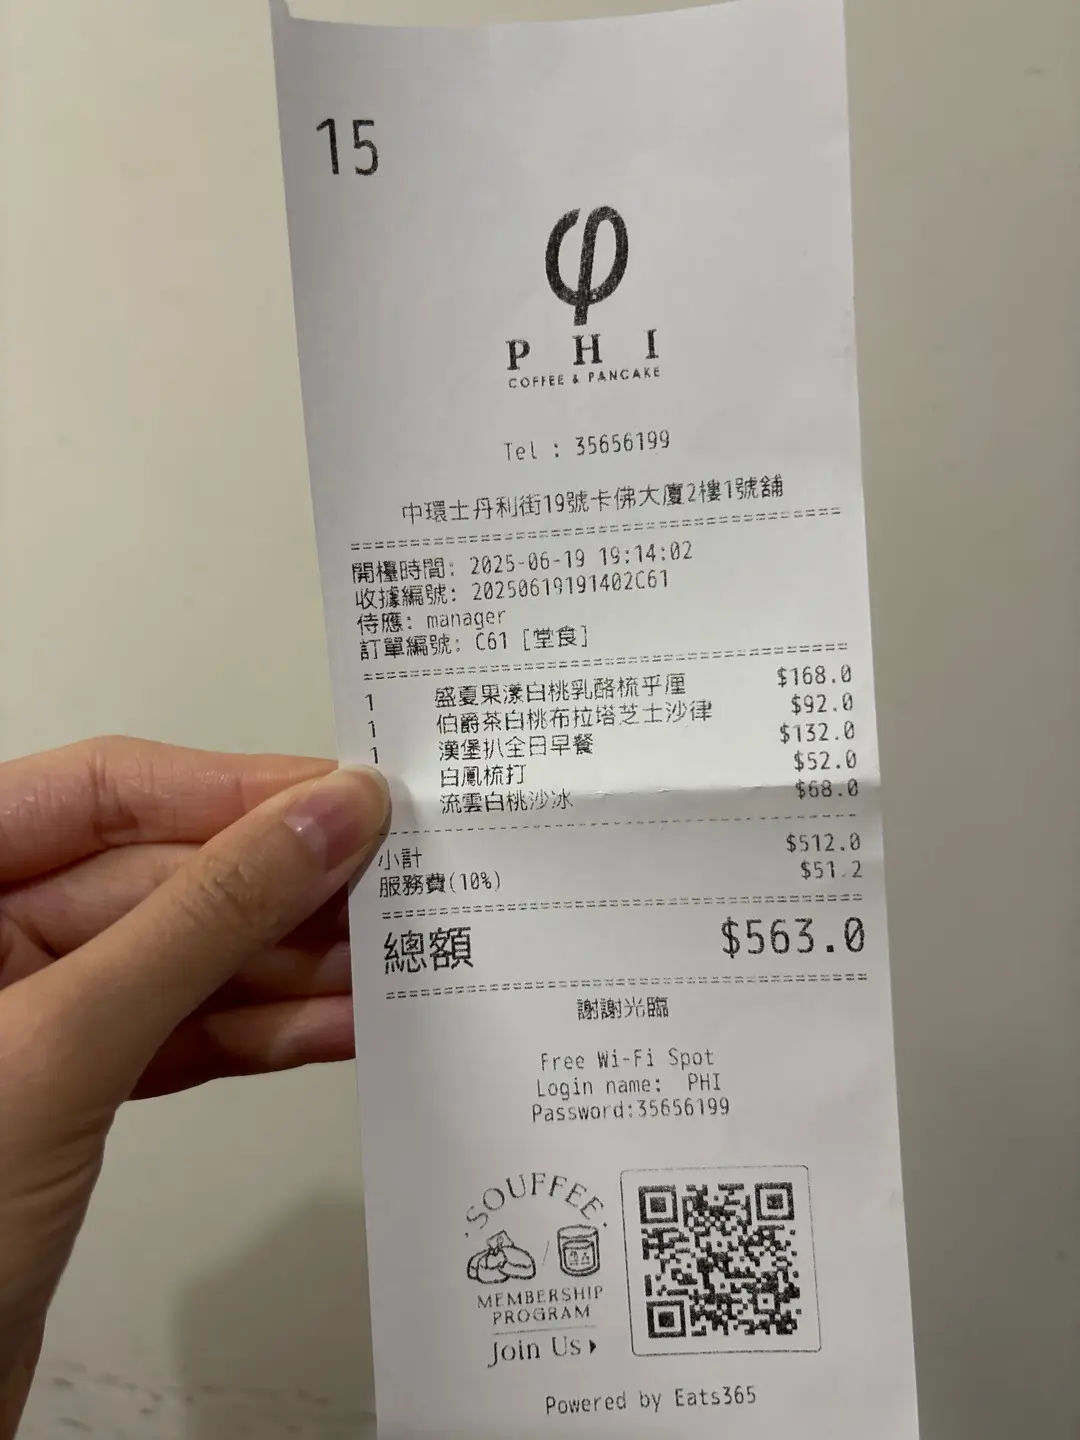 15
φ
PHI
COFFEE & PANCAKE
Tel : 35656199
中環士丹利街19號卡佛大廈2樓1號舖
開檯時間: 2025-06-19 19:14:02
收據編號: 20250619191402C61
侍應: manager
訂單編號: C61 [堂食]
1 盛夏果漾白桃乳酪梳乎厘 $168.0
1 伯爵茶白桃布拉塔芝士沙律 $92.0
1 漢堡扒全日早餐 $132.0
白鳳梳打 $52.0
流雲白桃沙冰 $68.0
小計 $512.0
服務費(10%) $51.2
總額 $563.0
謝謝光臨
Free Wi-Fi Spot
Login name: PHI
Password:35656199
SOUFFEE
MEMBERSHIP
PROGRAM
Join Us
Powered by Eats365